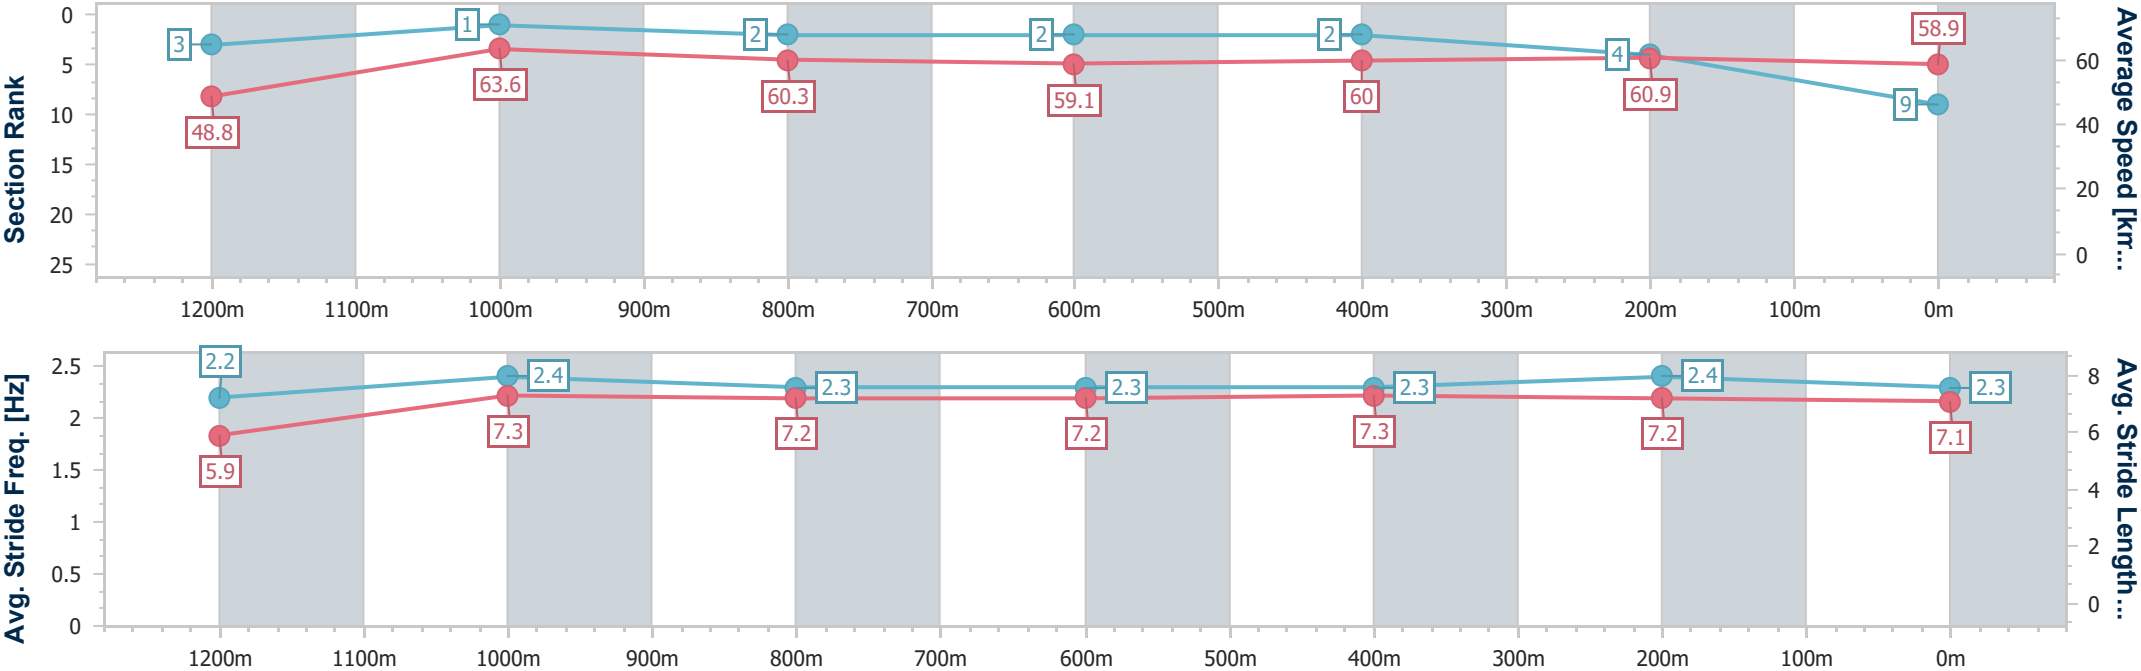 Section Rank
0
5
10
15
20
25
3
1
2
2
2
4
9
48.8
63.6
60.3
59.1
60
60.9
58.9
60
40
20
0
Average Speed [km...
1200m
1100m
1000m
900m
800m
700m
600m
500m
400m
300m
200m
100m
0m
Avg. Stride Freq. [Hz]
2.5
2
1.5
1
0.5
0
2.2
2.4
2.3
2.3
2.3
2.4
2.3
5.9
7.3
7.2
7.2
7.3
7.2
7.1
8
6
4
2
0
Avg. Stride Length...
1200m
1100m
1000m
900m
800m
700m
600m
500m
400m
300m
200m
100m
0m